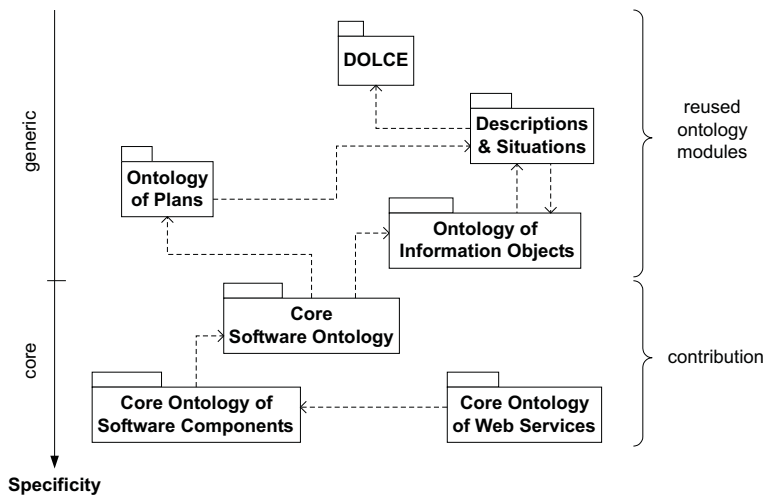 DOLCE
Descriptions
& Situations
reused
ontology
modules
generic
Ontology
of Plans
Ontology of
Information Objects
Core
Software Ontology
core
contribution
Core Ontology of
Software Components
Core Ontology
of Web Services
Specificity